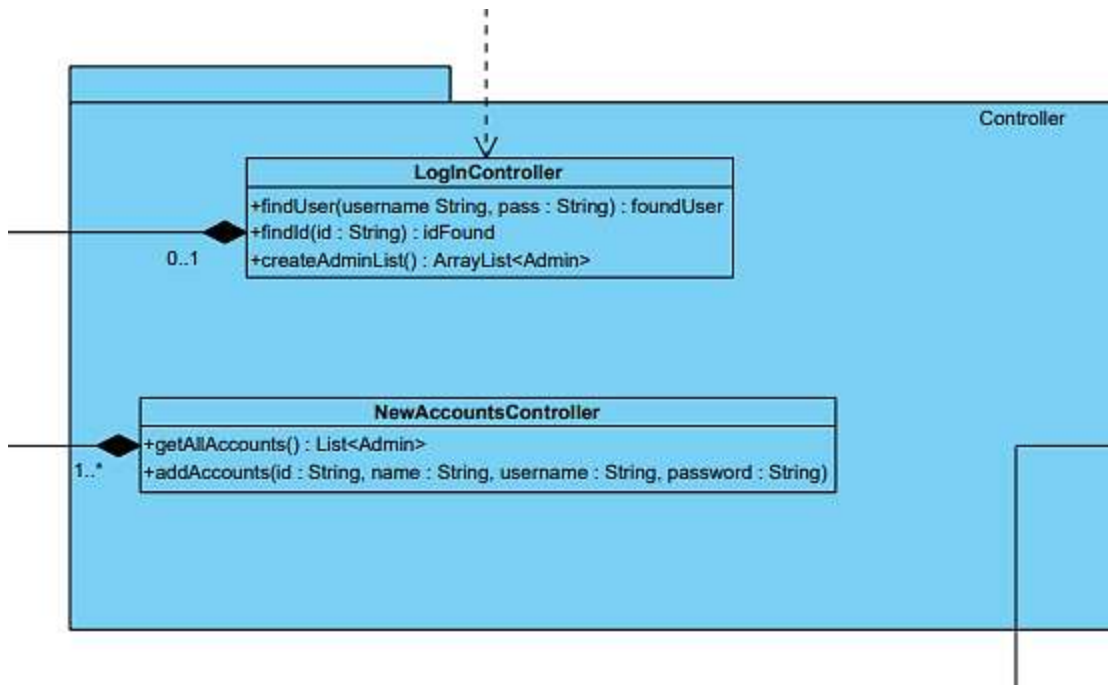 Controller
LogInController
+findUser(username String, pass : String) : foundUser
+findId(id : String) : idFound
0..1
+createAdminList() : ArrayList<Admin>
NewAccountsController
+getAllAccounts() : List<Admin>
1..*
+addAccounts(id : String, name : String, username : String, password : String)